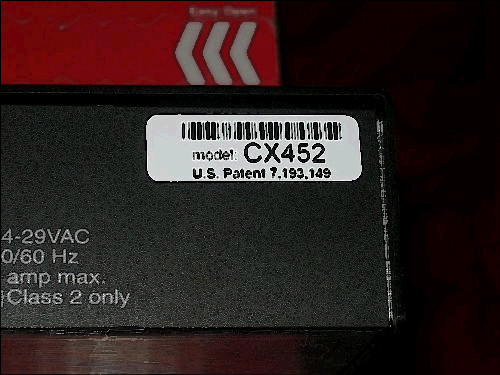 Easy Open
model: CX452
U.S. Patent 7,193,149
4-29VAC
0/60 Hz
amp max.
Class 2 only